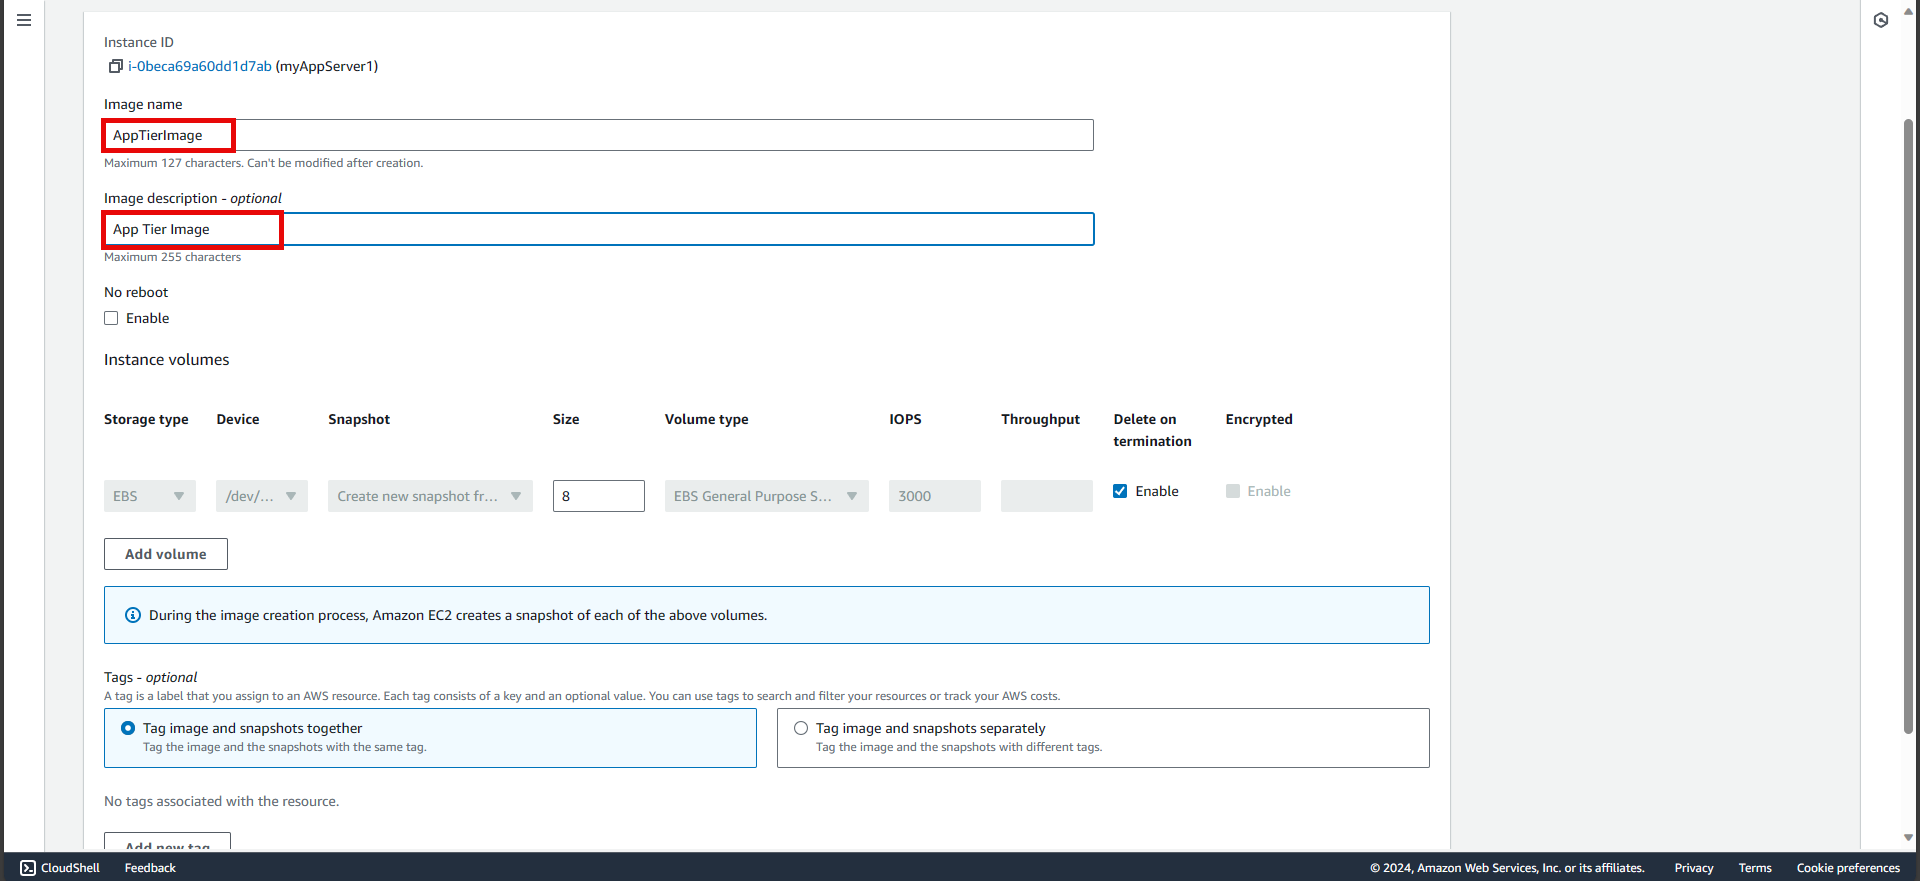 Instance ID
i-0beca69a60dd1d7ab (myAppServer1)
Image name
AppTierImage
Maximum 127 characters. Can't be modified after creation.
Image description - optional
App Tier Image
Maximum 255 characters
No reboot
Enable
Instance volumes
Storage type Device Snapshot Size Volume type IOPS Throughput Delete on termination Encrypted
EBS /dev/... Create new snapshot fr... 8 EBS General Purpose S... 3000 Enable Enable
Add volume
During the image creation process, Amazon EC2 creates a snapshot of each of the above volumes.
Tags - optional
A tag is a label that you assign to an AWS resource. Each tag consists of a key and an optional value. You can use tags to search and filter your resources or track your AWS costs.
Tag image and snapshots together
Tag the image and the snapshots with the same tag.
Tag image and snapshots separately
Tag the image and the snapshots with different tags.
No tags associated with the resource.
Add new tag
CloudShell Feedback © 2024, Amazon Web Services, Inc. or its affiliates. Privacy Terms Cookie preferences